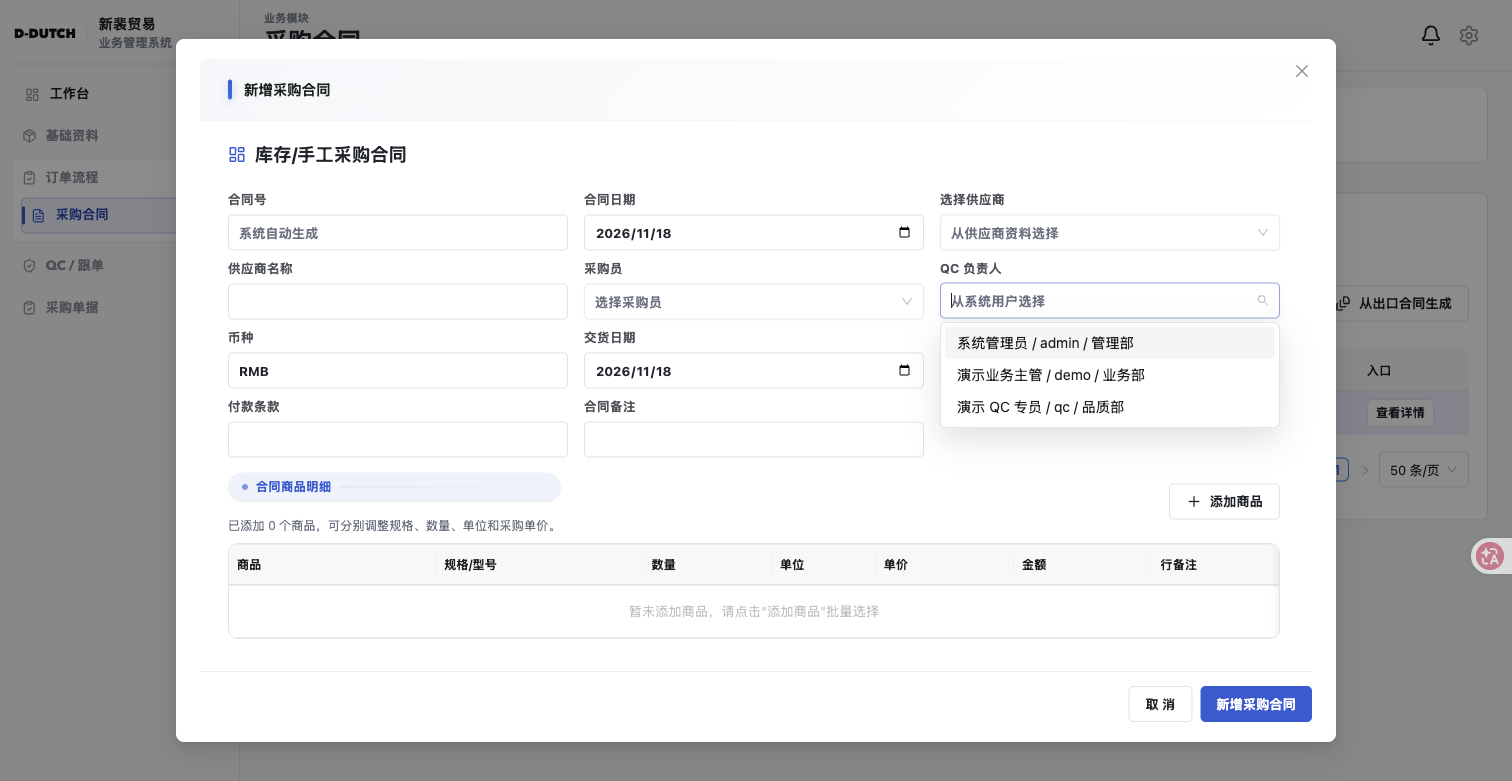 D-DUTCH
新裴贸易
业务管理系统
业务模块
采购合同
工作台
基础资料
订单流程
采购合同
QC / 跟单
采购单据
新增采购合同
库存/手工采购合同
合同号
合同日期
选择供应商
系统自动生成
2026/11/18
从供应商资料选择
供应商名称
采购员
QC 负责人
选择采购员
从系统用户选择
币种
交货日期
系统管理员 / admin / 管理部
RMB
2026/11/18
演示业务主管 / demo / 业务部
付款条款
合同备注
演示 QC 专员 / qc / 品质部
从出口合同生成
入口
查看详情
1
50 条/页
合同商品明细
添加商品
已添加 0 个商品，可分别调整规格、数量、单位和采购单价。
商品
规格/型号
数量
单位
单价
金额
行备注
暂未添加商品，请点击“添加商品”批量选择
取 消
新增采购合同